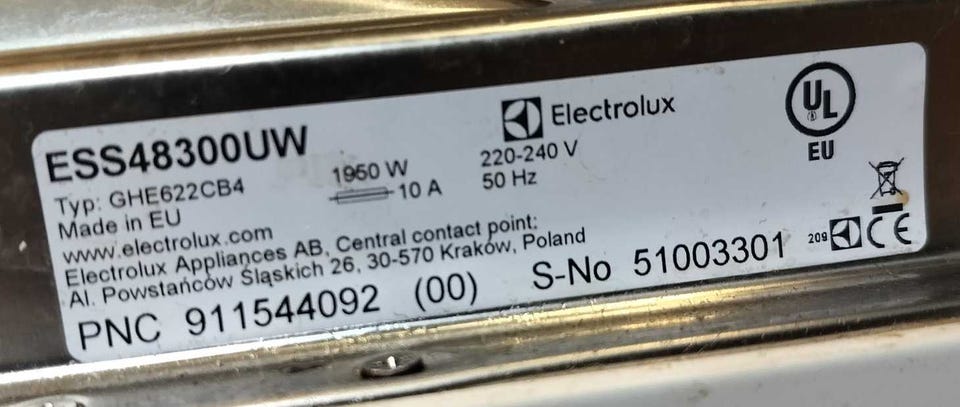 ESS48300UW
Electrolux
UL
EU
Typ: GHE622CB4
1950 W
220-240 V
Made in EU
10 A
50 Hz
www.electrolux.com
Electrolux Appliances AB, Central contact point:
Al. Powstańców Śląskich 26, 30-570 Kraków, Poland
PNC 911544092 (00) S-No 51003301
209
CE